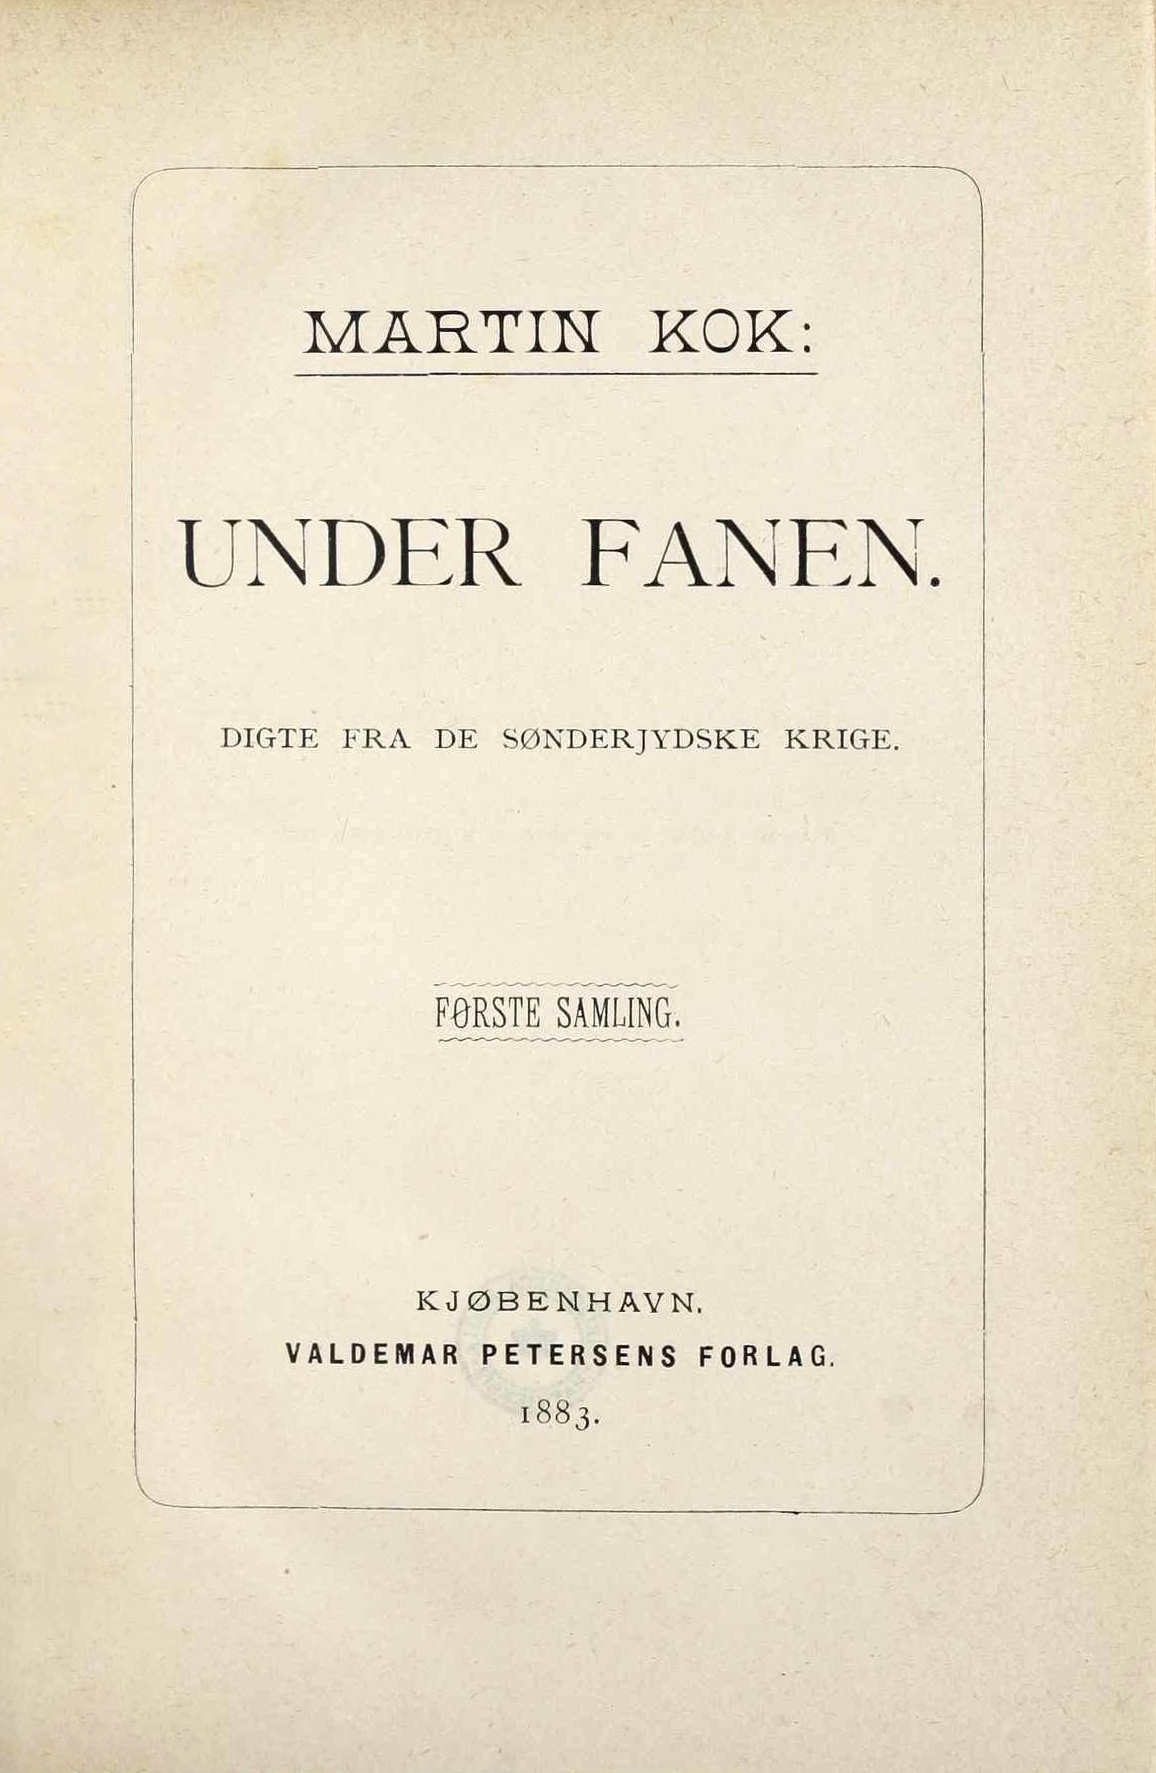 MARTIN KOK:
UNDER FANEN.
DIGTE FRA DE SØNDERJYDSKE KRIGE.
FØRSTE SAMLING.
KJØBENHAVN.
VALDEMAR PETERSENS FORLAG.
1883.